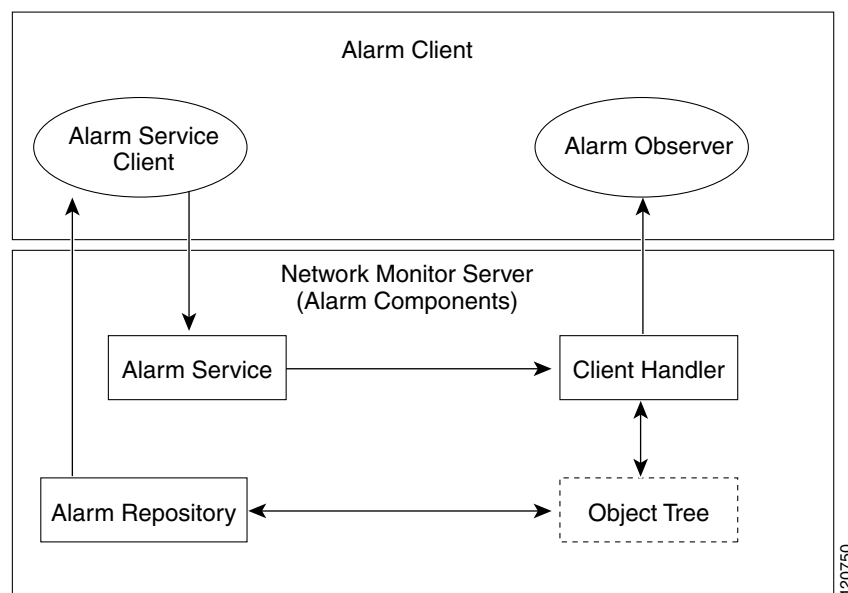 Alarm Client
Alarm Service
Client
Alarm Observer
Network Monitor Server
(Alarm Components)
Alarm Service
Client Handler
Alarm Repository
Object Tree
120750